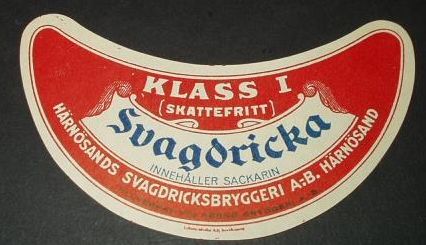 KLASS I
(SKATTEFRITT)
Svagdricka
INNEHÅLLER SACKARIN
HÄRNÖSANDS SVAGDRICKSBRYGGERI A:B. HÄRNÖSAND